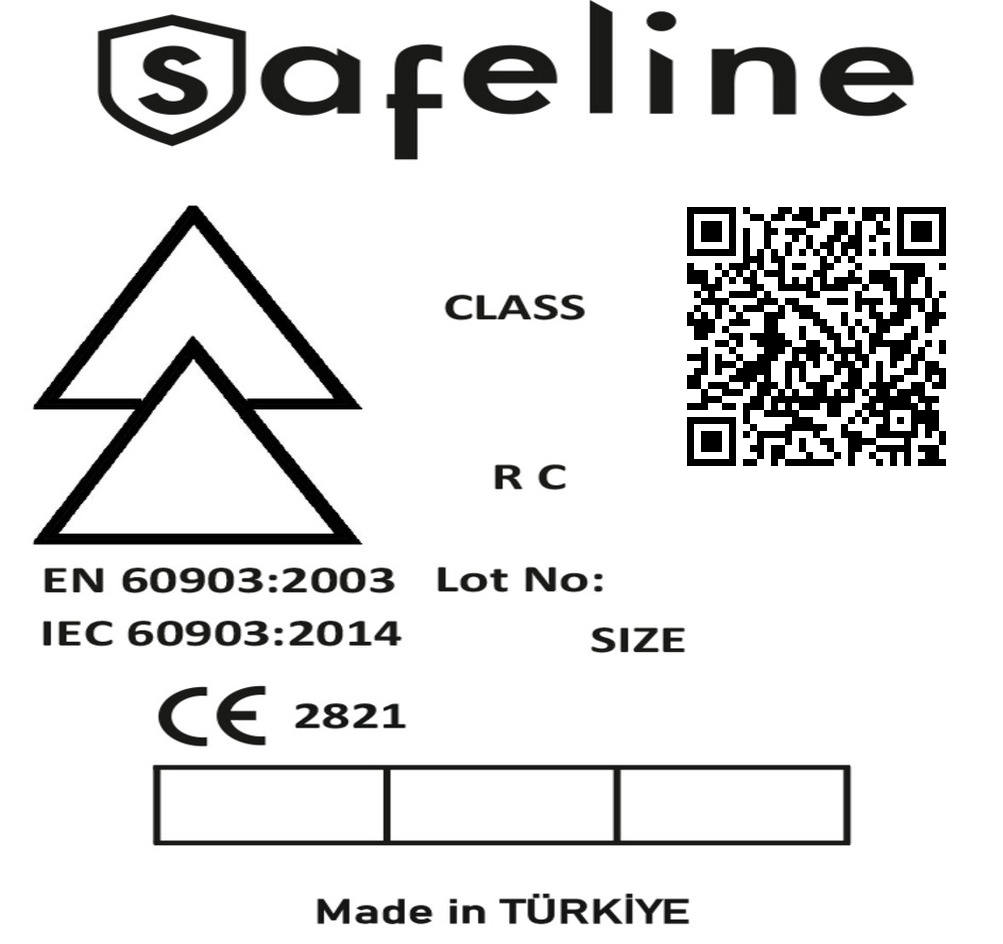 safeline
CLASS
R C
EN 60903:2003 Lot No:
IEC 60903:2014
SIZE
CE 2821
Made in TÜRKİYE